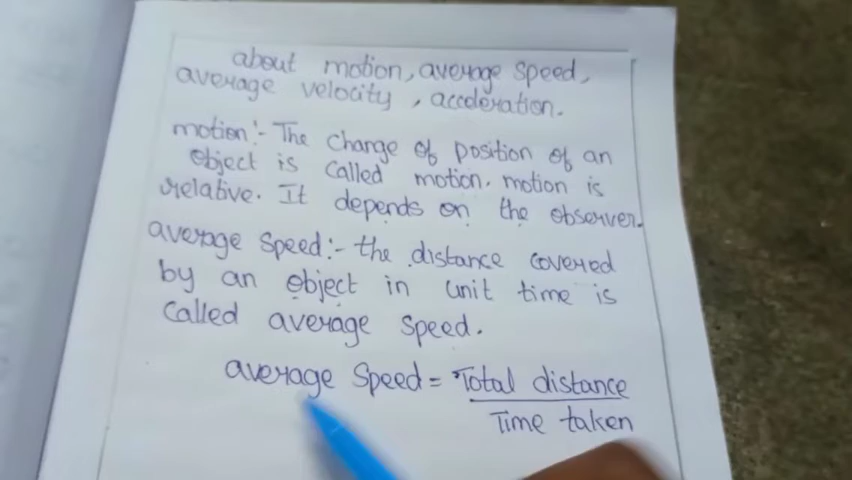 about motion, average speed,
average velocity, acceleration.
motion:- The change of position of an
object is called motion. motion is
relative. It depends on the observer.
average speed:- the distance covered
by an object in unit time is
called average speed.
average speed = Total distance
Time taken